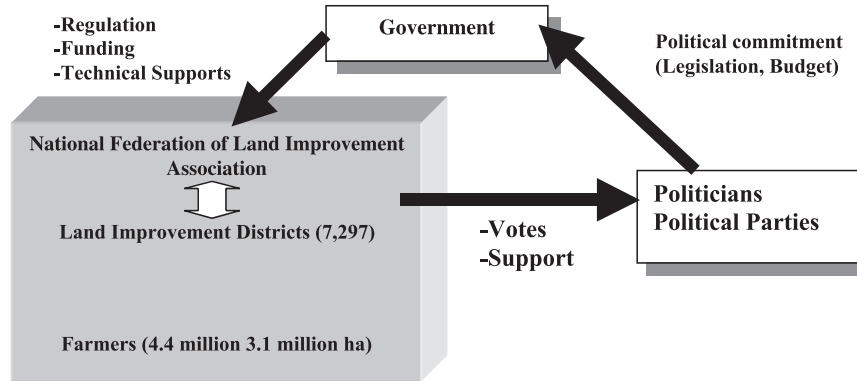 -Regulation
-Funding
-Technical Supports
Government
Political commitment
(Legislation, Budget)
National Federation of Land Improvement
Association
Land Improvement Districts (7,297)
Farmers (4.4 million 3.1 million ha)
-Votes
-Support
Politicians
Political Parties